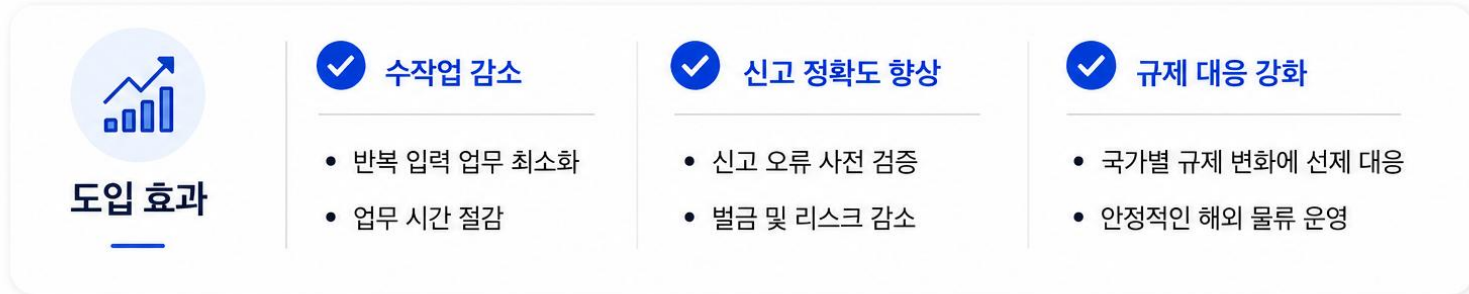 도입 효과
수작업 감소
• 반복 입력 업무 최소화
• 업무 시간 절감
신고 정확도 향상
• 신고 오류 사전 검증
• 벌금 및 리스크 감소
규제 대응 강화
• 국가별 규제 변화에 선제 대응
• 안정적인 해외 물류 운영